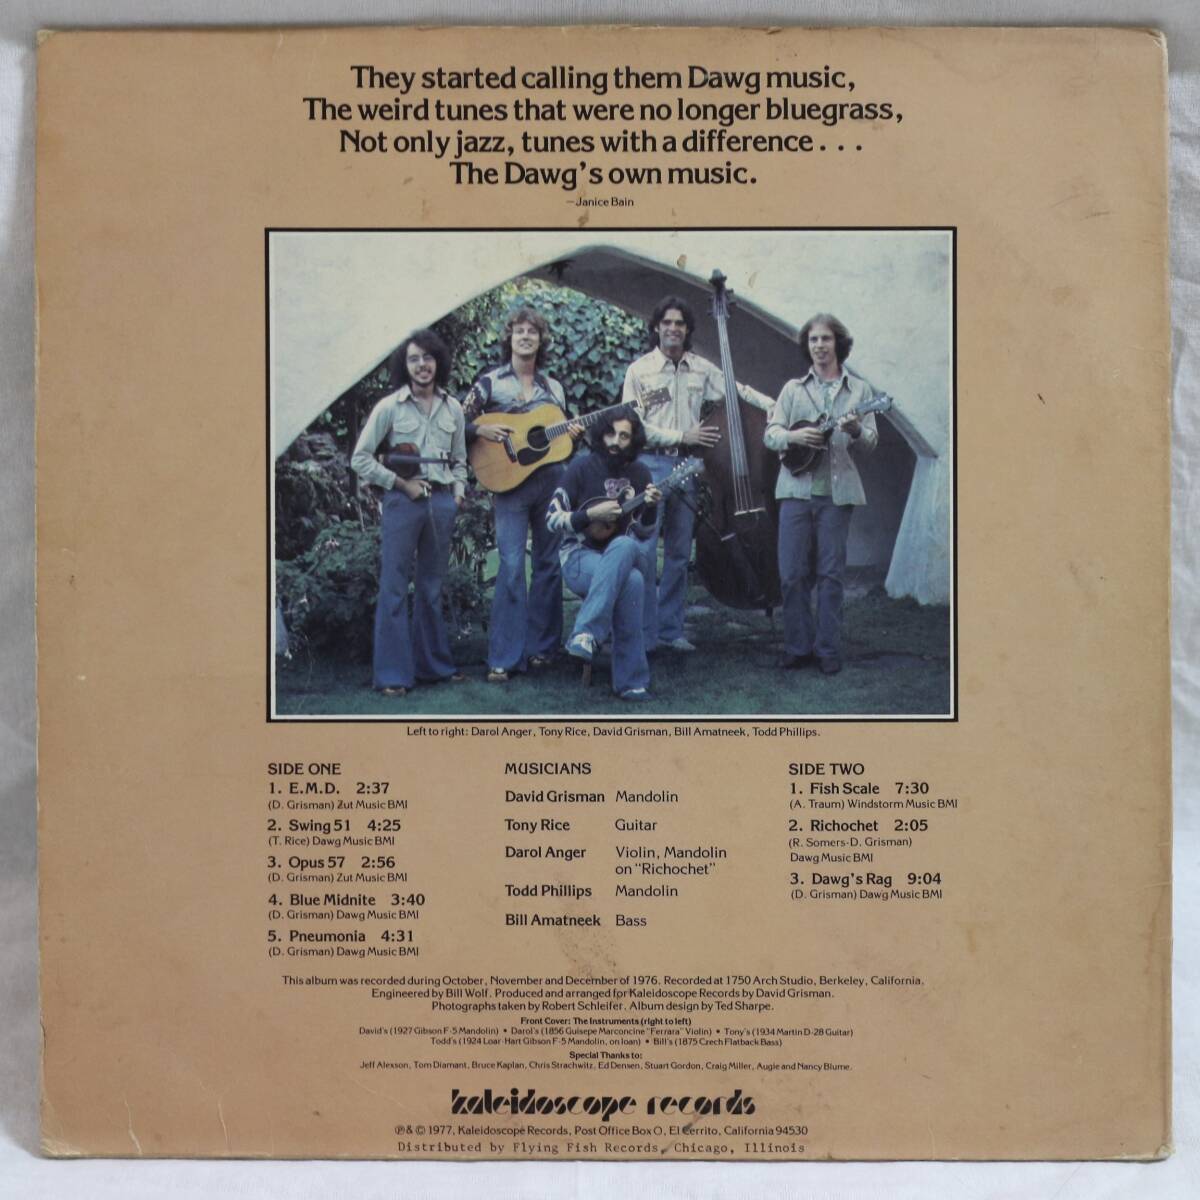 They started calling them Dawg music,
The weird tunes that were no longer bluegrass,
Not only jazz, tunes with a difference . . .
The Dawg's own music.
—Janice Bain
Left to right: Darol Anger, Tony Rice, David Grisman, Bill Amatneek, Todd Phillips.
SIDE ONE
1. E.M.D. 2:37
(D. Grisman) Zut Music BMI
2. Swing 51 4:25
(T. Rice) Dawg Music BMI
3. Opus 57 2:56
(D. Grisman) Zut Music BMI
4. Blue Midnite 3:40
(D. Grisman) Dawg Music BMI
5. Pneumonia 4:31
(D. Grisman) Dawg Music BMI
MUSICIANS
David Grisman Mandolin
Tony Rice Guitar
Darol Anger Violin, Mandolin
on "Richochet"
Todd Phillips Mandolin
Bill Amatneek Bass
SIDE TWO
1. Fish Scale 7:30
(A. Traum) Windstorm Music BMI
2. Richochet 2:05
(R. Somers-D. Grisman)
Dawg Music BMI
3. Dawg's Rag 9:04
(D. Grisman) Dawg Music BMI
This album was recorded during October, November and December of 1976. Recorded at 1750 Arch Studio, Berkeley, California.
Engineered by Bill Wolf. Produced and arranged for Kaleidoscope Records by David Grisman.
Photographs taken by Robert Schleifer. Album design by Ted Sharpe.
Front Cover: The Instruments (right to left)
David's (1927 Gibson F-5 Mandolin) • Darol's (1856 Guisepe Marconcine "Ferrara" Violin) • Tony's (1934 Martin D-28 Guitar)
Todd's (1924 Loar-Hart Gibson F-5 Mandolin, on loan) • Bill's (1875 Czech Flatback Bass)
Special Thanks to:
Jeff Alexson, Tom Diamant, Bruce Kaplan, Chris Strachwitz, Ed Densen, Stuart Gordon, Craig Miller, Augie and Nancy Blume.
kaleidoscope records
℗ & © 1977, Kaleidoscope Records, Post Office Box O, El Cerrito, California 94530
Distributed by Flying Fish Records, Chicago, Illinois